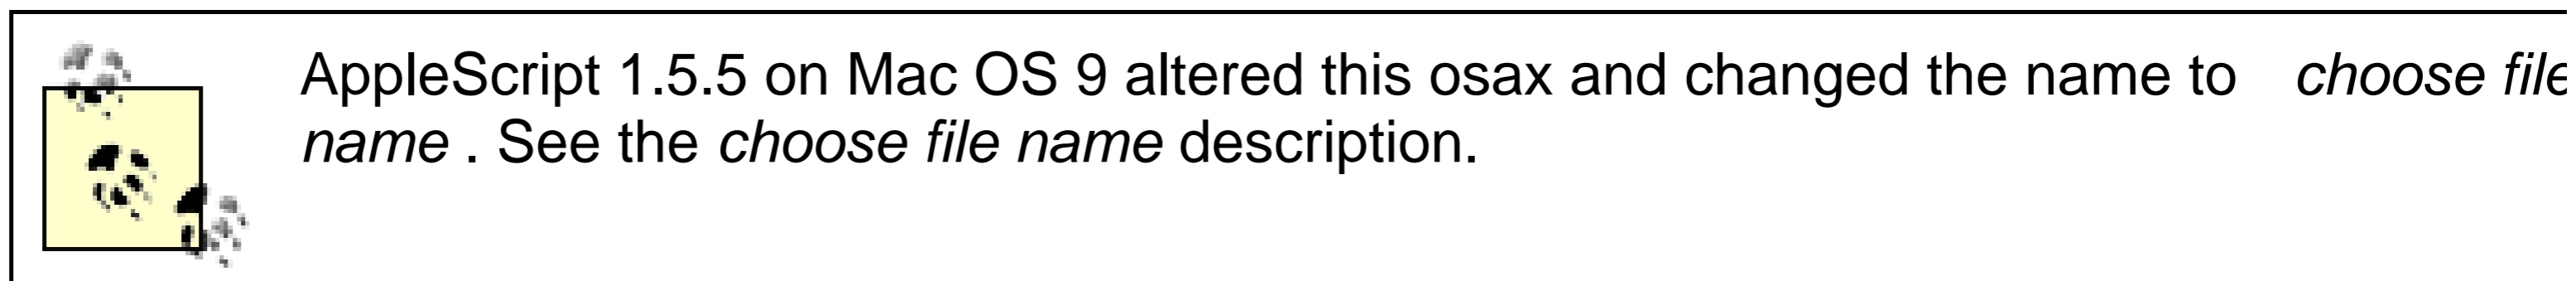 AppleScript 1.5.5 on Mac OS 9 altered this osax and changed the name to choose file
name . See the choose file name description.